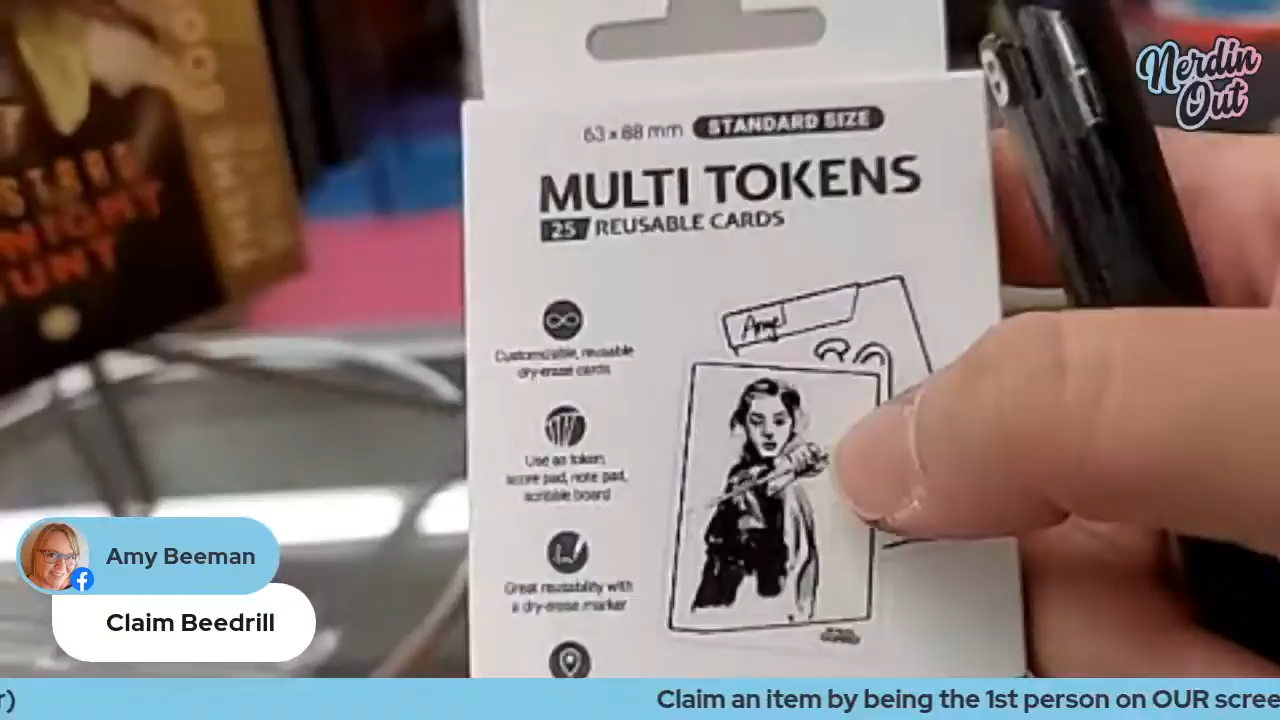 Nerdin
Out
63 x 88 mm STANDARD SIZE
MULTI TOKENS
25 REUSABLE CARDS
Customizable, reusable
dry-erase cards
Use as token,
score pad, note pad,
scribble board
Great reusability with
a dry-erase marker
Amy Beeman
Claim Beedrill
r)
Claim an item by being the 1st person on OUR scree